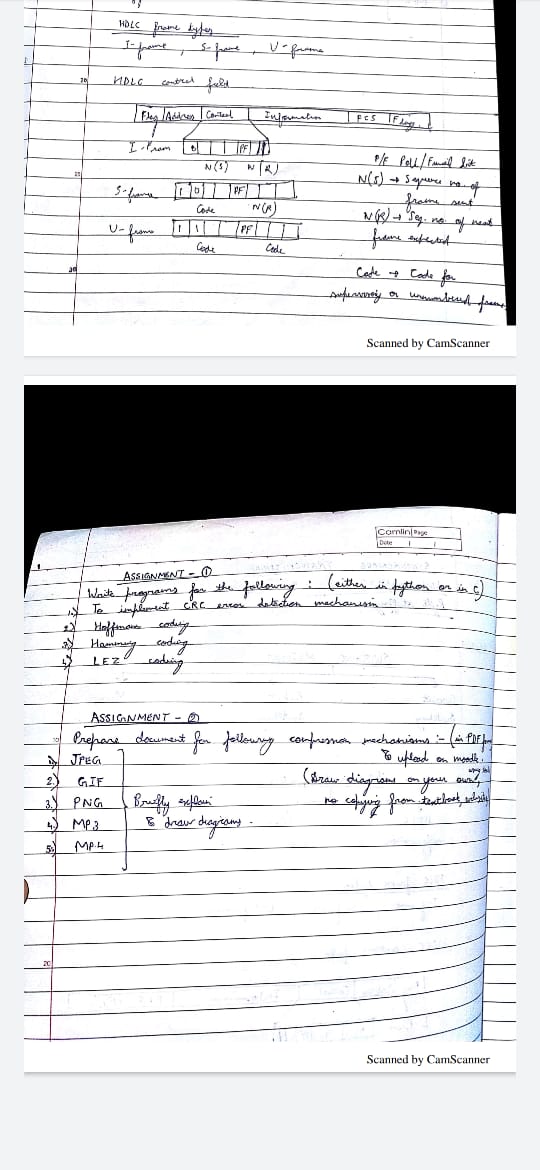 HDLC frame types
I-frame, S-frame, U-frame
HDLC control field
Flag Address Control Information FCS Flag
I-Fram 0 PF
N(S) N(R)
P/F Poll/Final bit
N(S) → Sequence no. of
frame sent
S-frame 1 0 PF
Code N(R)
N(R) → Seq. no. of next
frame expected
U-frame 1 1 PF
Code Code
Code → Code for
supervisory or unnumbered frame
Scanned by CamScanner
Camlin Page
Date
ASSIGNMENT - ①
Write programs for the following : (either in python or in c)
1.) To implement CRC error detection mechanism
2) Hoffman coding
3) Hamming coding
4) LEZ coding
ASSIGNMENT - ②
Prepare document for following compression mechanisms :- (in PDF
& upload on moodle.
1) JPEG
2) GIF
(Draw diagrams on your own,
3.) PNG Briefly explain
no copying from textbook, website
4) MP3 & draw diagrams.
5) MP4
20
Scanned by CamScanner